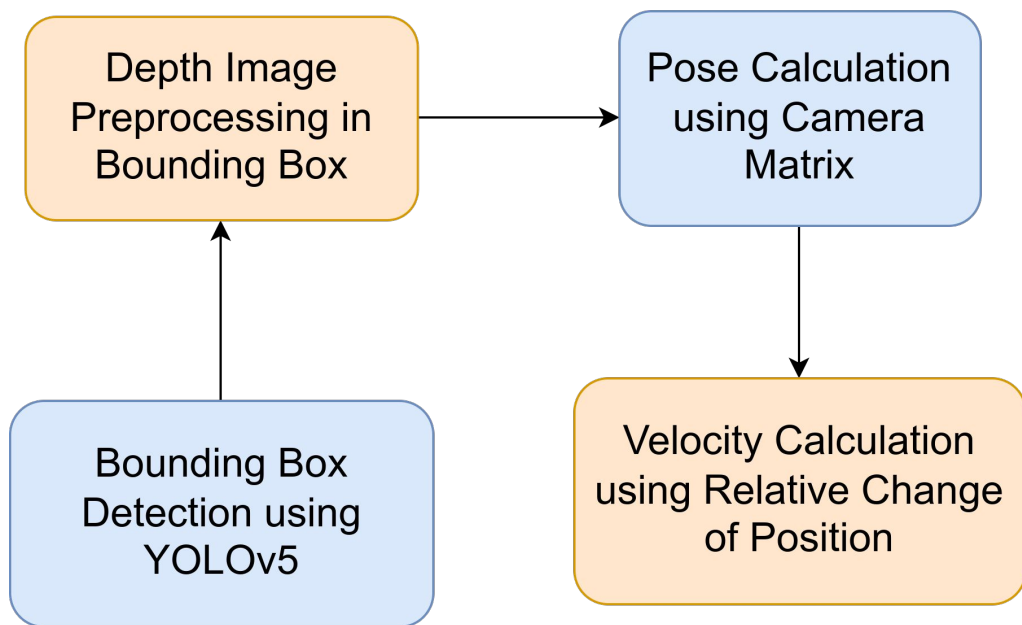 Depth Image
Preprocessing in
Bounding Box
Pose Calculation
using Camera
Matrix
Bounding Box
Detection using
YOLOv5
Velocity Calculation
using Relative Change
of Position